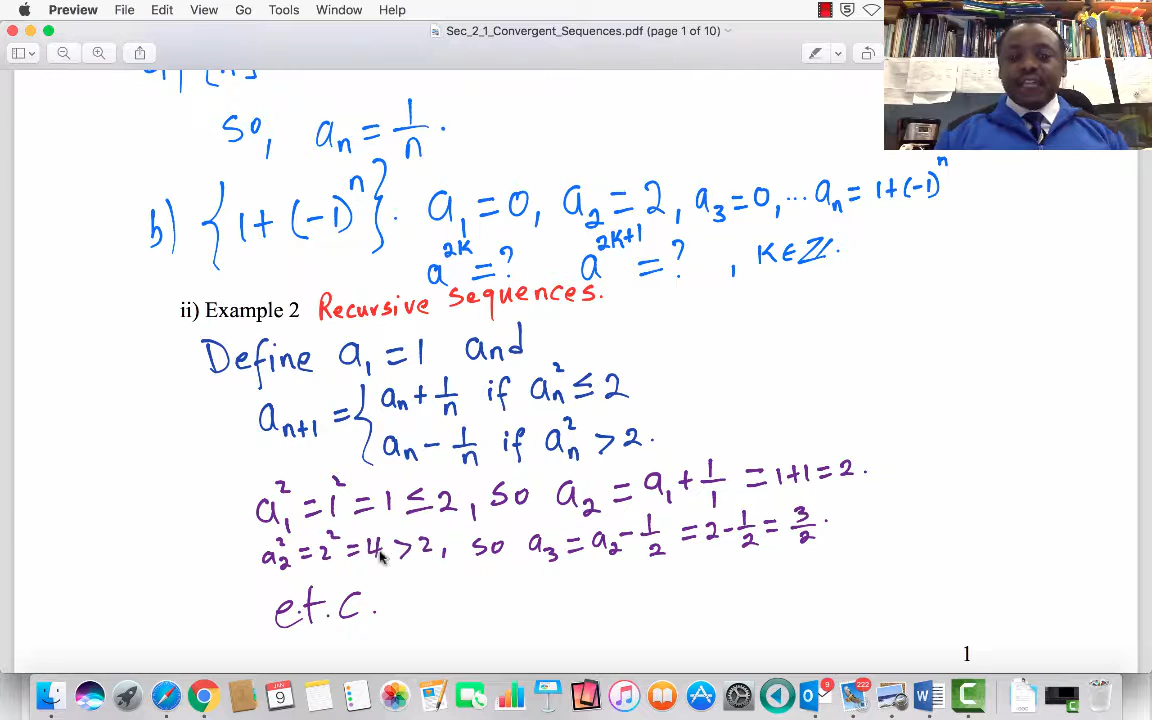 Preview File Edit View Go Tools Window Help
Sec_2_1_Convergent_Sequences.pdf (page 1 of 10)
so, aₙ = 1/n.
b) {1 + (-1)ⁿ}. a₁ = 0, a₂ = 2, a₃ = 0, ... aₙ = 1 + (-1)ⁿ
a²ᴷ = ? a²ᴷ⁺¹ = ? , K ∈ ℤ.
ii) Example 2 Recursive sequences.
Define a₁ = 1 and
aₙ₊₁ = { aₙ + 1/n if aₙ² ≤ 2
aₙ - 1/n if aₙ² > 2.
a₁² = 1² = 1 ≤ 2, so a₂ = a₁ + 1/1 = 1+1 = 2.
a₂² = 2² = 4 > 2, so a₃ = a₂ - 1/2 = 2 - 1/2 = 3/2.
e.t.c.
1
JAN
9
9
222